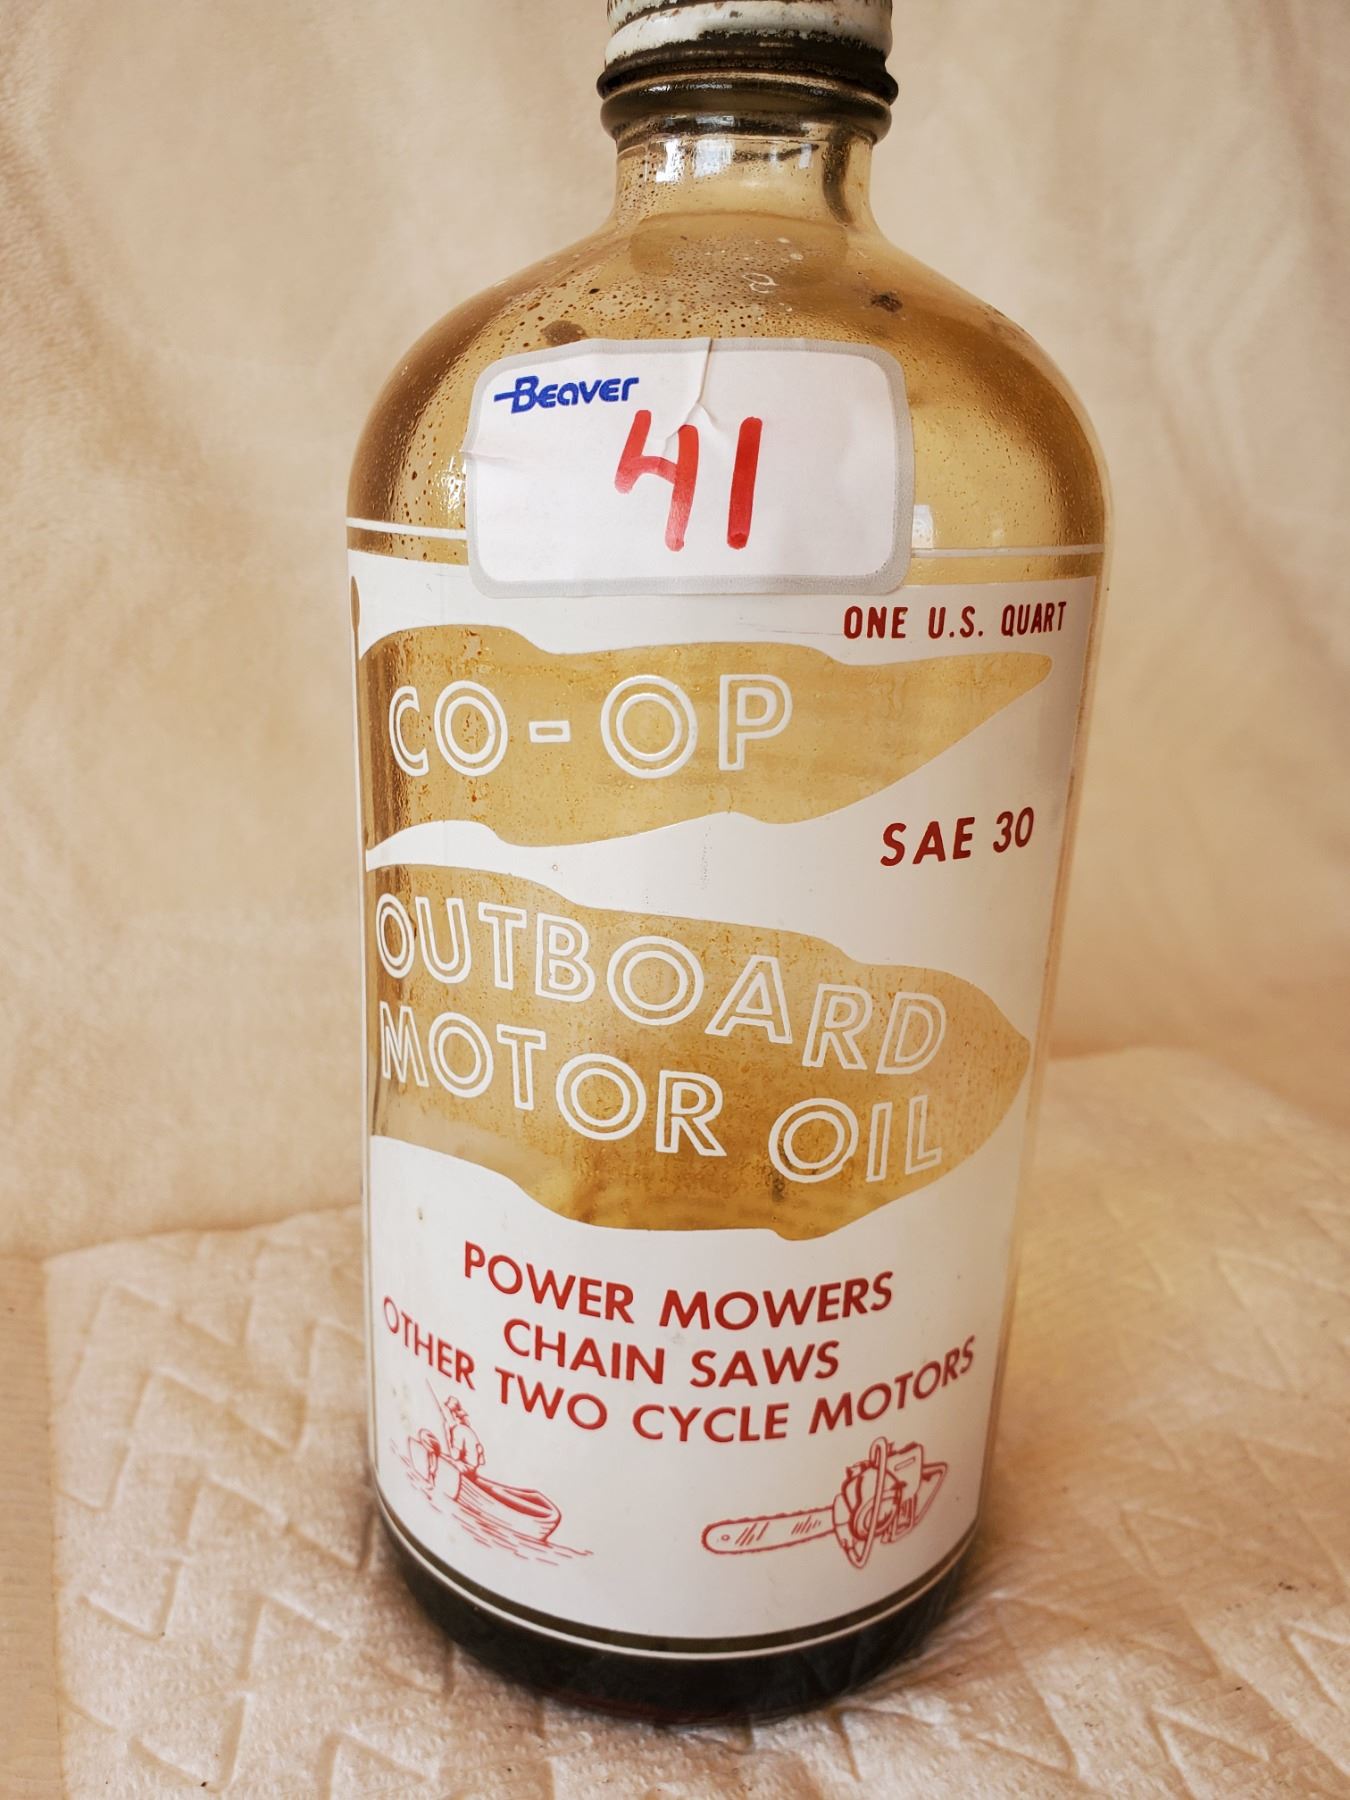 Beaver
41
ONE U.S. QUART
CO-OP
SAE 30
OUTBOARD
MOTOR OIL
POWER MOWERS
CHAIN SAWS
OTHER TWO CYCLE MOTORS